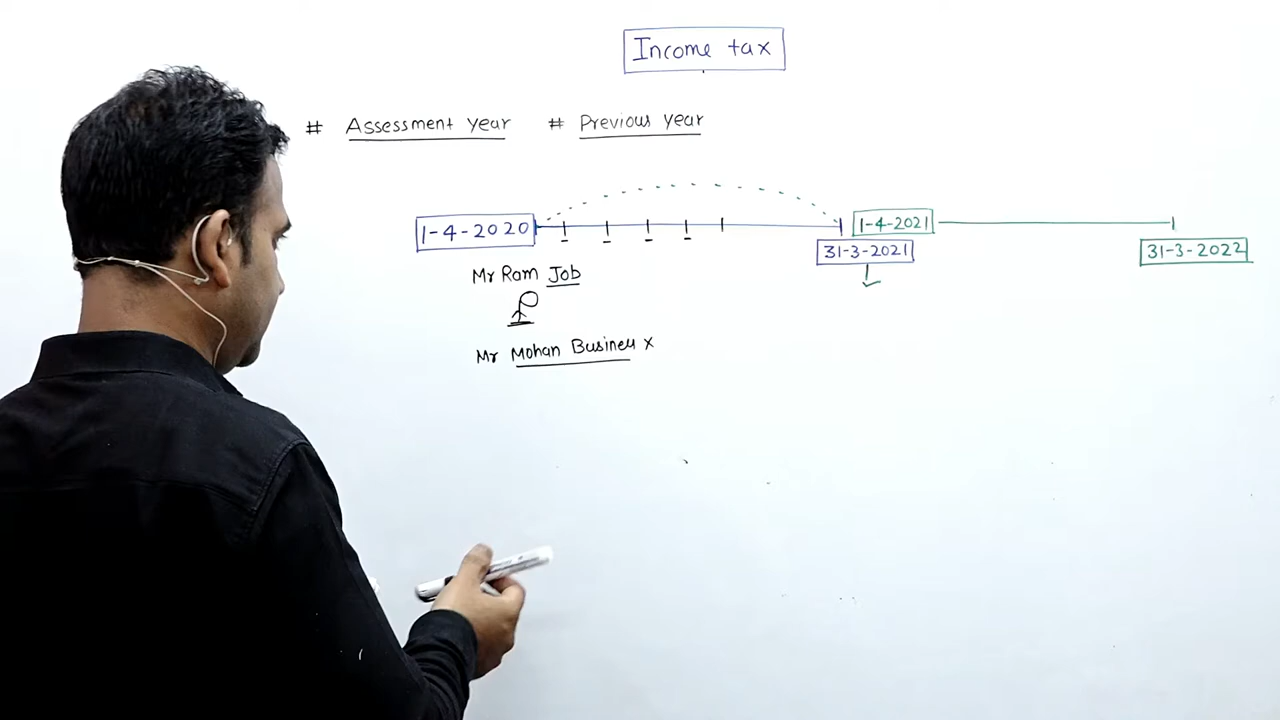 Income tax
# Assessment year # Previous year
1-4-2020 1-4-2021
31-3-2021 31-3-2022
Mr Ram Job
Mr Mohan Business x